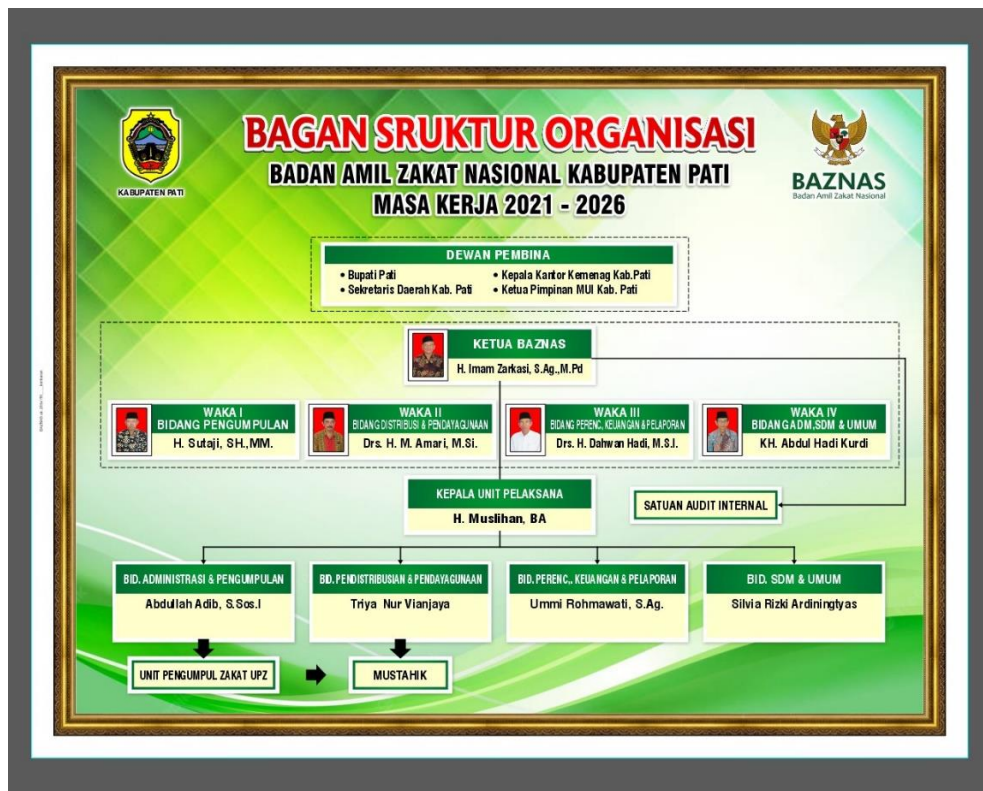 BAGAN SRUKTUR ORGANISASI
BADAN AMIL ZAKAT NASIONAL KABUPATEN PATI
MASA KERJA 2021 - 2026
KABUPATEN PATI
BAZNAS
Badan Amil Zakat Nasional
DEWAN PEMBINA
• Bupati Pati
• Sekretaris Daerah Kab. Pati
• Kepala Kantor Kemenag Kab.Pati
• Ketua Pimpinan MUI Kab. Pati
KETUA BAZNAS
H. Imam Zarkasi, S.Ag.,M.Pd
WAKA I
BIDANG PENGUMPULAN
H. Sutaji, SH.,MM.
WAKA II
BIDANG DISTRIBUSI & PENDAYAGUNAAN
Drs. H. M. Amari, M.Si.
WAKA III
BIDANG PERENC, KEUANGAN & PELAPORAN
Drs. H. Dahwan Hadi, M.S.I.
WAKA IV
BIDANG ADM,SDM & UMUM
KH. Abdul Hadi Kurdi
KEPALA UNIT PELAKSANA
H. Muslihan, BA
SATUAN AUDIT INTERNAL
BID. ADMINISTRASI & PENGUMPULAN
Abdullah Adib, S.Sos.I
BID. PENDISTRIBUSIAN & PENDAYAGUNAAN
Triya Nur Vianjaya
BID. PERENC,, KEUANGAN & PELAPORAN
Ummi Rohmawati, S.Ag.
BID. SDM & UMUM
Silvia Rizki Ardiningtyas
UNIT PENGUMPUL ZAKAT UPZ
MUSTAHIK